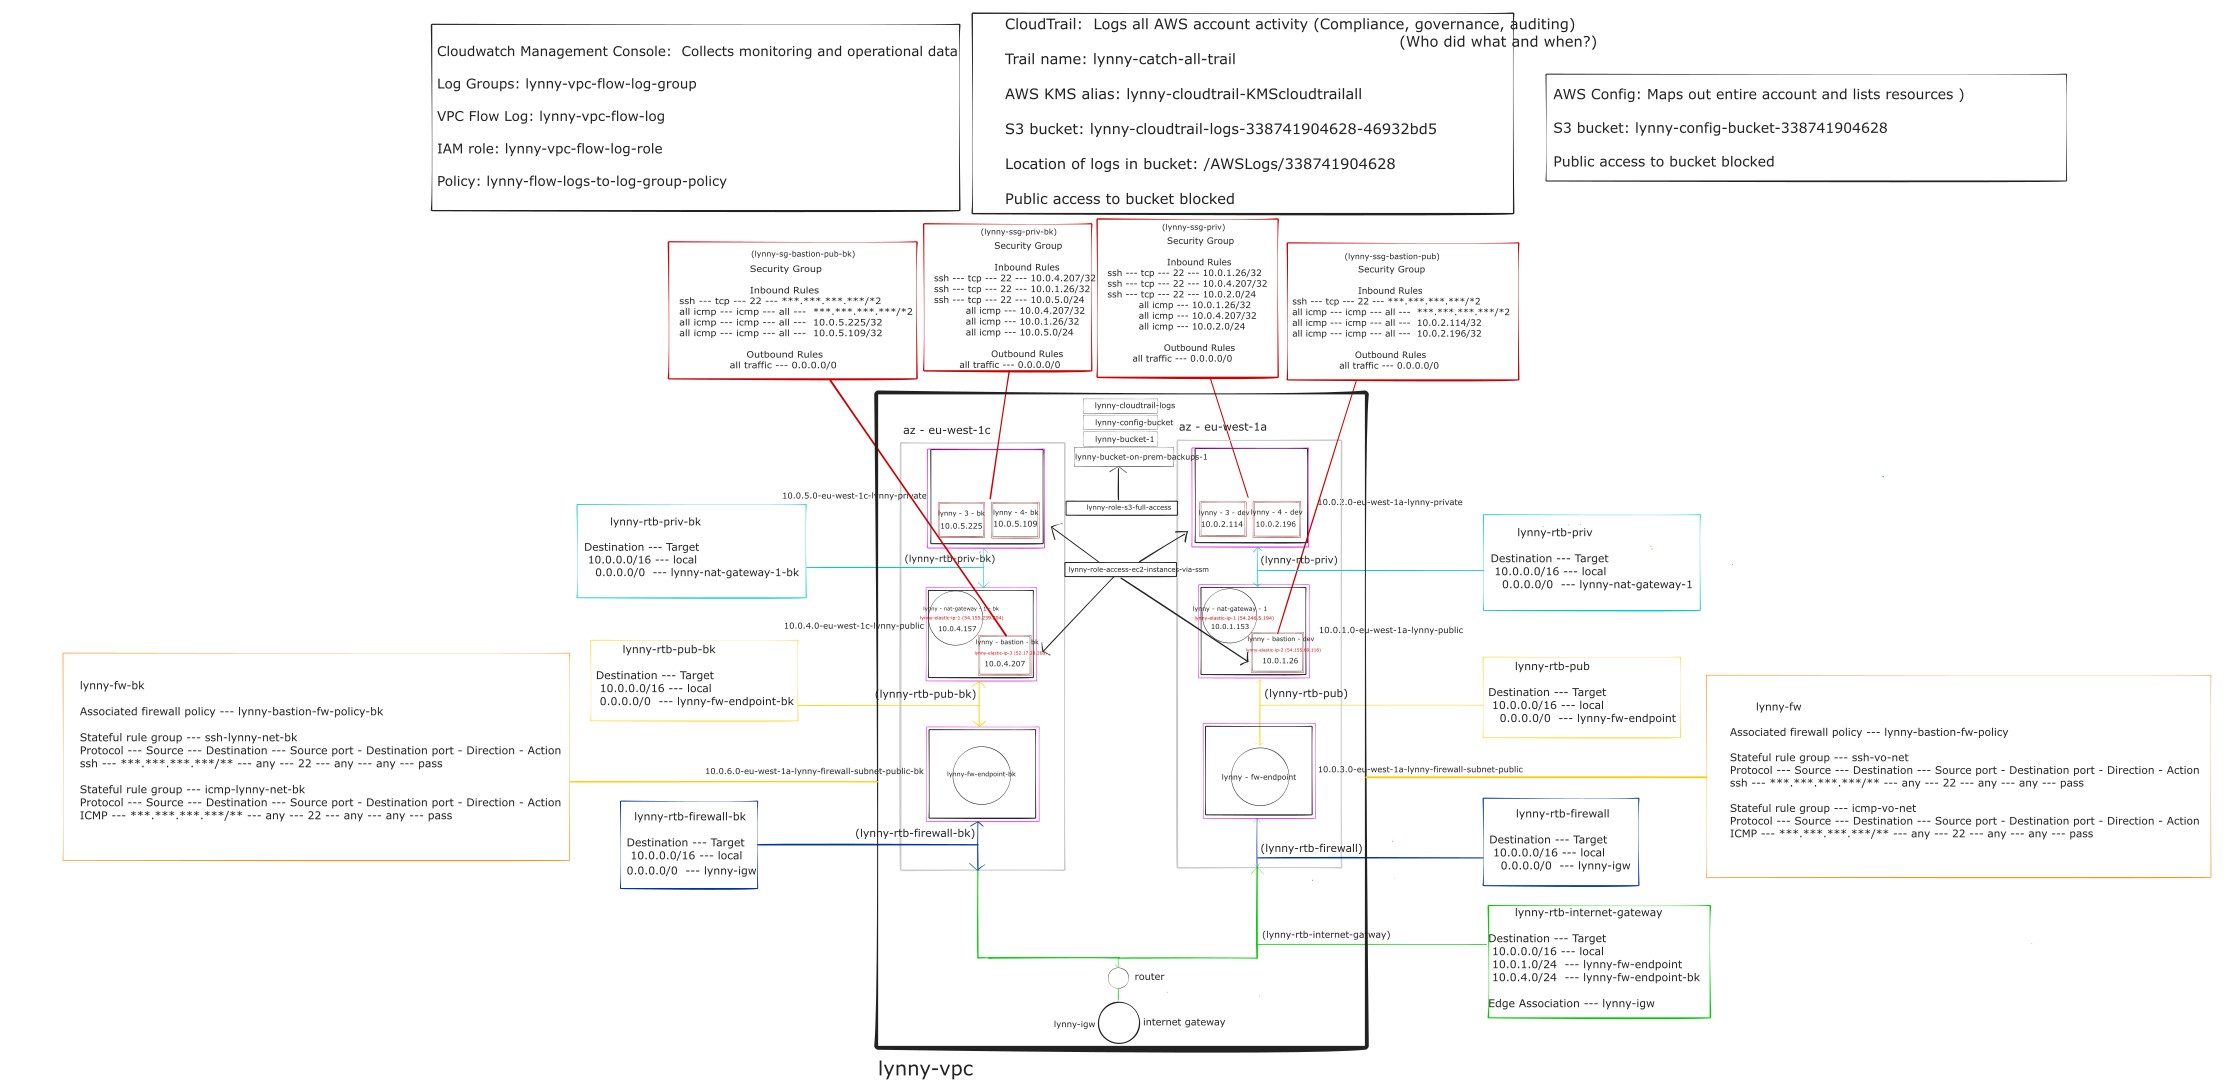 Cloudwatch Management Console:  Collects monitoring and operational data
Log Groups: lynny-vpc-flow-log-group
VPC Flow Log: lynny-vpc-flow-log
IAM role: lynny-vpc-flow-log-role
Policy: lynny-flow-logs-to-log-group-policy
CloudTrail:  Logs all AWS account activity (Compliance, governance, auditing)
(Who did what and when?)
Trail name: lynny-catch-all-trail
AWS KMS alias: lynny-cloudtrail-KMScloudtrailall
S3 bucket: lynny-cloudtrail-logs-338741904628-46932bd5
Location of logs in bucket: /AWSLogs/338741904628
Public access to bucket blocked
AWS Config: Maps out entire account and lists resources )
S3 bucket: lynny-config-bucket-338741904628
Public access to bucket blocked
(lynny-sg-bastion-pub-bk)
Security Group
Inbound Rules
ssh --- tcp --- 22 --- ***.***.***.***/*2
all icmp --- icmp --- all ---  ***.***.***.***/*2
all icmp --- icmp --- all ---  10.0.5.225/32
all icmp --- icmp --- all ---  10.0.5.109/32
Outbound Rules
all traffic --- 0.0.0.0/0
(lynny-ssg-priv-bk)
Security Group
Inbound Rules
ssh --- tcp --- 22 --- 10.0.4.207/32
ssh --- tcp --- 22 --- 10.0.1.26/32
ssh --- tcp --- 22 --- 10.0.5.0/24
all icmp --- 10.0.4.207/32
all icmp --- 10.0.1.26/32
all icmp --- 10.0.5.0/24
Outbound Rules
all traffic --- 0.0.0.0/0
(lynny-ssg-priv)
Security Group
Inbound Rules
ssh --- tcp --- 22 --- 10.0.1.26/32
ssh --- tcp --- 22 --- 10.0.4.207/32
ssh --- tcp --- 22 --- 10.0.2.0/24
all icmp --- 10.0.1.26/32
all icmp --- 10.0.4.207/32
all icmp --- 10.0.2.0/24
Outbound Rules
all traffic --- 0.0.0.0/0
(lynny-ssg-bastion-pub)
Security Group
Inbound Rules
ssh --- tcp --- 22 --- ***.***.***.***/*2
all icmp --- icmp --- all ---  ***.***.***.***/*2
all icmp --- icmp --- all ---  10.0.2.114/32
all icmp --- icmp --- all ---  10.0.2.196/32
Outbound Rules
all traffic --- 0.0.0.0/0
az - eu-west-1c
lynny-cloudtrail-logs
lynny-config-bucket
lynny-bucket-1
lynny-bucket-on-prem-backups-1
az - eu-west-1a
10.0.5.0-eu-west-1c-lynny-private
lynny - 3 - bk
10.0.5.225
lynny - 4- bk
10.0.5.109
lynny-role-s3-full-access
lynny - 3 - dev
10.0.2.114
lynny - 4 - dev
10.0.2.196
10.0.2.0-eu-west-1a-lynny-private
lynny-rtb-priv-bk
Destination --- Target
10.0.0.0/16 --- local
0.0.0.0/0  --- lynny-nat-gateway-1-bk
(lynny-rtb-priv-bk)
lynny-role-access-ec2-instances-via-ssm
(lynny-rtb-priv)
lynny-rtb-priv
Destination --- Target
10.0.0.0/16 --- local
0.0.0.0/0  --- lynny-nat-gateway-1
10.0.4.0-eu-west-1c-lynny-public
lynny - nat-gateway - 1 - bk
10.0.4.157
lynny - bastion - bk
10.0.4.207
lynny - nat-gateway - 1
lynny-elastic-ip-1 (54.246.5.194)
10.0.1.153
lynny - bastion - dev
10.0.1.26
10.0.1.0-eu-west-1a-lynny-public
lynny-rtb-pub-bk
Destination --- Target
10.0.0.0/16 --- local
0.0.0.0/0  --- lynny-fw-endpoint-bk
(lynny-rtb-pub-bk)
(lynny-rtb-pub)
lynny-rtb-pub
Destination --- Target
10.0.0.0/16 --- local
0.0.0.0/0  --- lynny-fw-endpoint
lynny-fw-bk
Associated firewall policy --- lynny-bastion-fw-policy-bk
Stateful rule group --- ssh-lynny-net-bk
Protocol --- Source --- Destination --- Source port - Destination port - Direction - Action
ssh --- ***.***.***.***/** --- any --- 22 --- any --- any --- pass
Stateful rule group --- icmp-lynny-net-bk
Protocol --- Source --- Destination --- Source port - Destination port - Direction - Action
ICMP --- ***.***.***.***/** --- any --- 22 --- any --- any --- pass
10.0.6.0-eu-west-1a-lynny-firewall-subnet-public-bk
lynny-fw-endpoint-bk
lynny - fw-endpoint
10.0.3.0-eu-west-1a-lynny-firewall-subnet-public
lynny-fw
Associated firewall policy --- lynny-bastion-fw-policy
Stateful rule group --- ssh-vo-net
Protocol --- Source --- Destination --- Source port - Destination port - Direction - Action
ssh --- ***.***.***.***/** --- any --- 22 --- any --- any --- pass
Stateful rule group --- icmp-vo-net
Protocol --- Source --- Destination --- Source port - Destination port - Direction - Action
ICMP --- ***.***.***.***/** --- any --- 22 --- any --- any --- pass
lynny-rtb-firewall-bk
Destination --- Target
10.0.0.0/16 --- local
0.0.0.0/0  --- lynny-igw
(lynny-rtb-firewall-bk)
(lynny-rtb-firewall)
lynny-rtb-firewall
Destination --- Target
10.0.0.0/16 --- local
0.0.0.0/0  --- lynny-igw
(lynny-rtb-internet-gatway)
lynny-rtb-internet-gateway
Destination --- Target
10.0.0.0/16 --- local
10.0.1.0/24  --- lynny-fw-endpoint
10.0.4.0/24  --- lynny-fw-endpoint-bk
Edge Association --- lynny-igw
router
lynny-igw
internet gateway
lynny-vpc